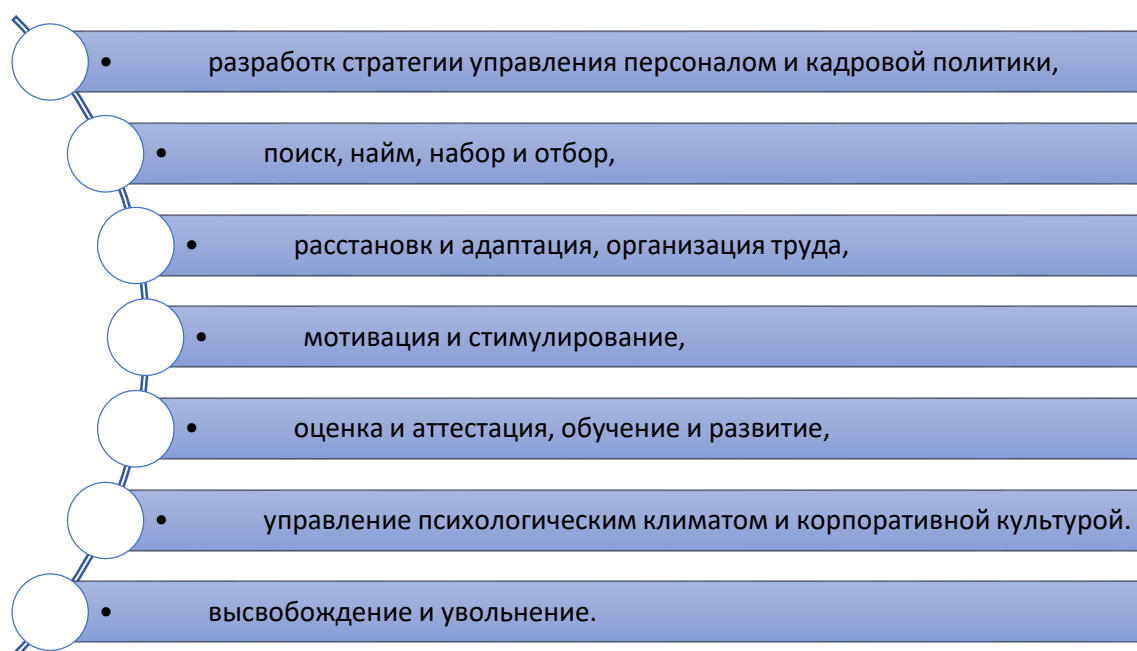 • разработк стратегии управления персоналом и кадровой политики,
• поиск, найм, набор и отбор,
• расстановк и адаптация, организация труда,
• мотивация и стимулирование,
• оценка и аттестация, обучение и развитие,
• управление психологическим климатом и корпоративной культурой.
• высвобождение и увольнение.